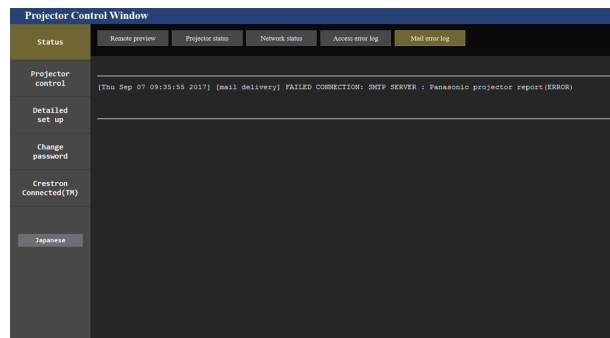 Projector Control Window
Status
Remote preview
Projector status
Network status
Access error log
Mail error log
Projector
control
[Thu Sep 07 09:35:55 2017] [mail delivery] FAILED CONNECTION: SMTP SERVER : Panasonic projector report(ERROR)
Detailed
set up
Change
password
Crestron
Connected(TM)
Japanese